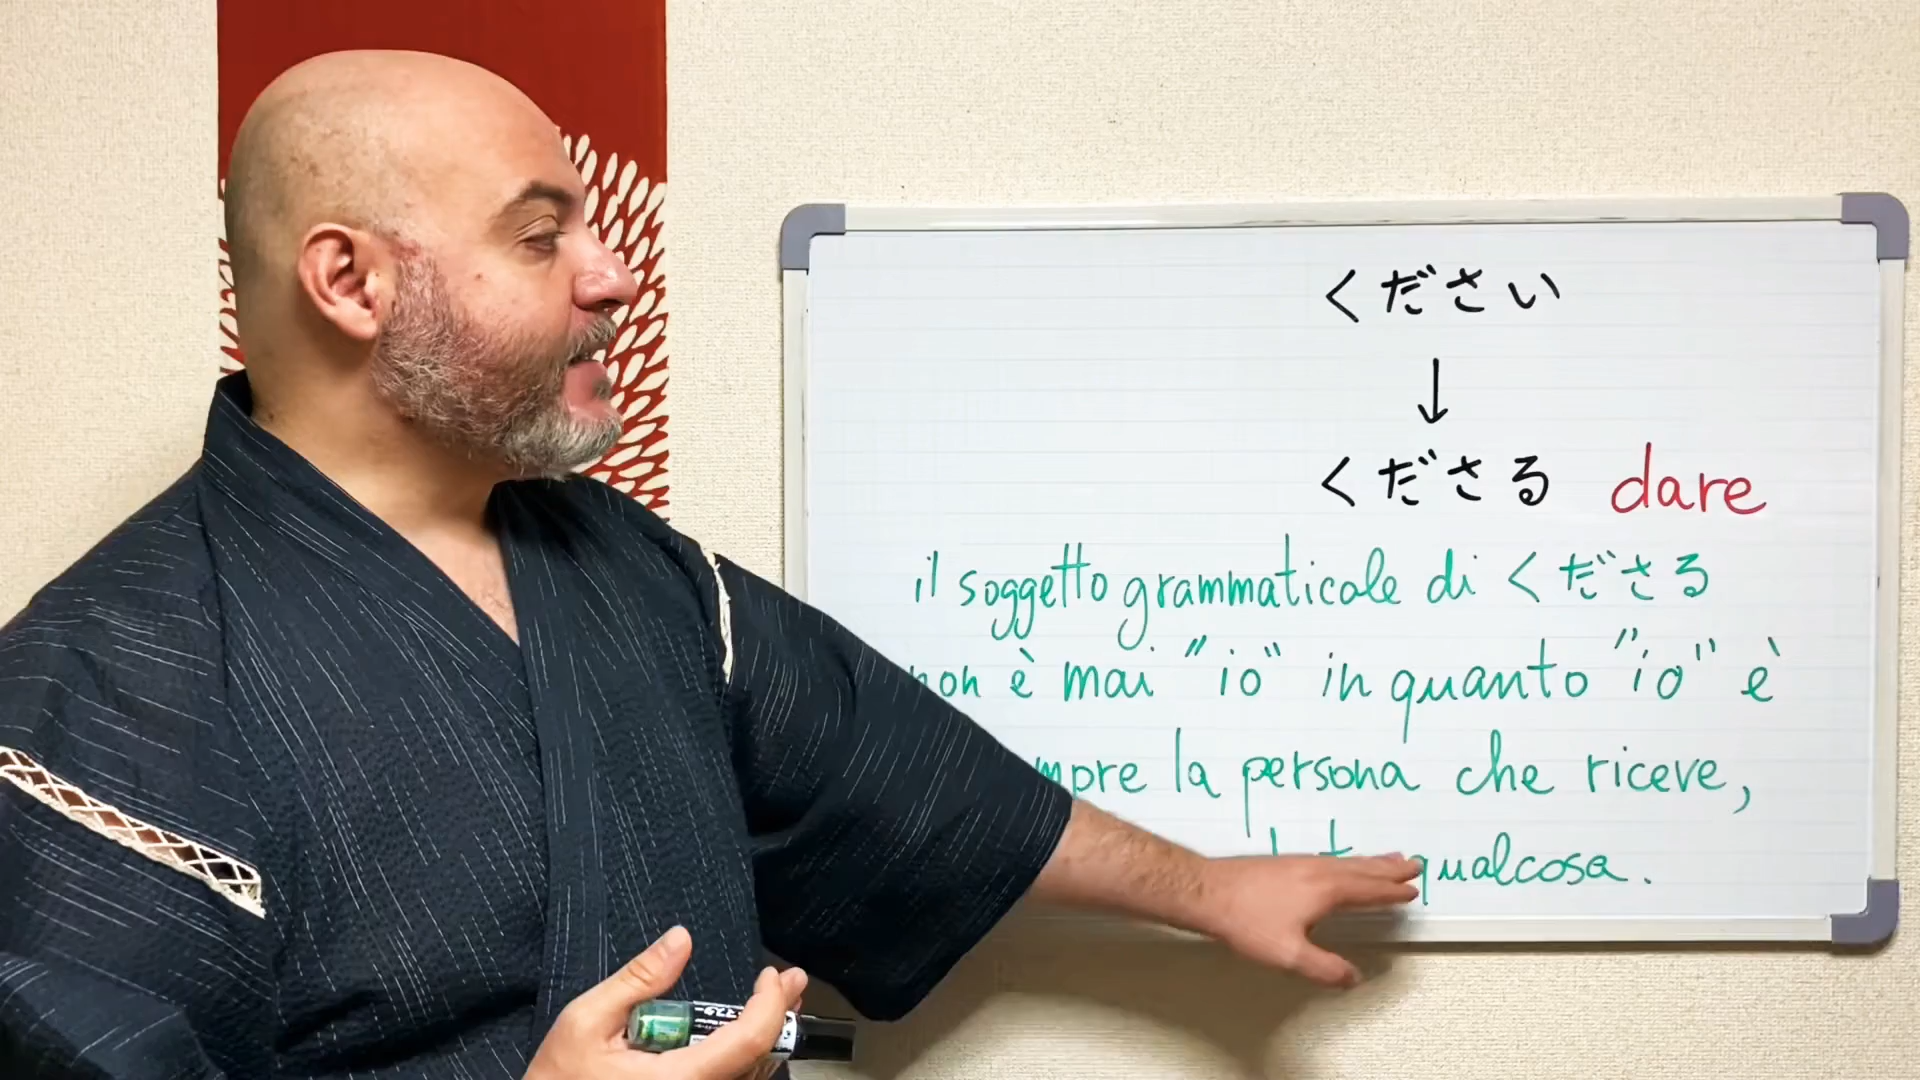 ください
↓
くださる dare
il soggetto grammaticale di くださる
non è mai "io" in quanto "io" è
mpre la persona che riceve,
qualcosa.